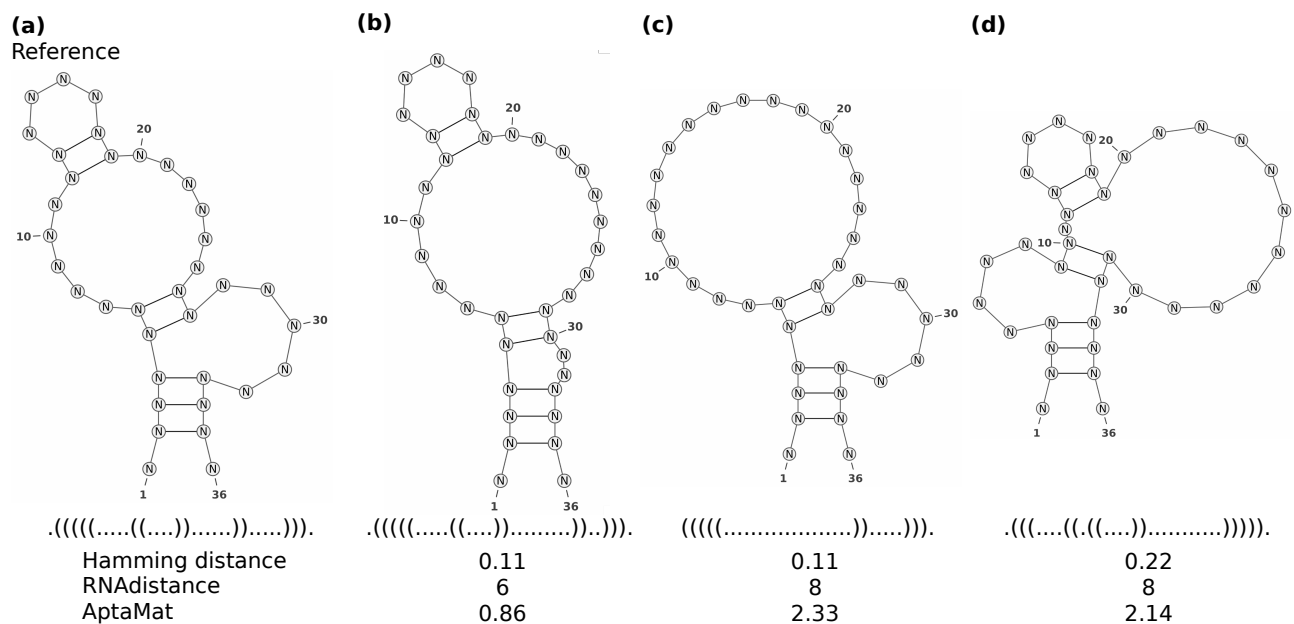 (a)
Reference
N N N N N N N N N N N N N N N N N N N N N N N N N N N N N N N N N N N N
1
10
20
30
36
.(((((.....((....))......)).....))).
(b)
N N N N N N N N N N N N N N N N N N N N N N N N N N N N N N N N N N N N
1
10
20
30
36
.(((((.....((....)).........))..))).
(c)
N N N N N N N N N N N N N N N N N N N N N N N N N N N N N N N N N N N N
1
10
20
30
36
(((((...................)).....))).
(d)
N N N N N N N N N N N N N N N N N N N N N N N N N N N N N N N N N N N N
1
10
20
30
36
.(((....((.((....))...........))))).
Hamming distance 0.11 0.11 0.22
RNAdistance 6 8 8
AptaMat 0.86 2.33 2.14